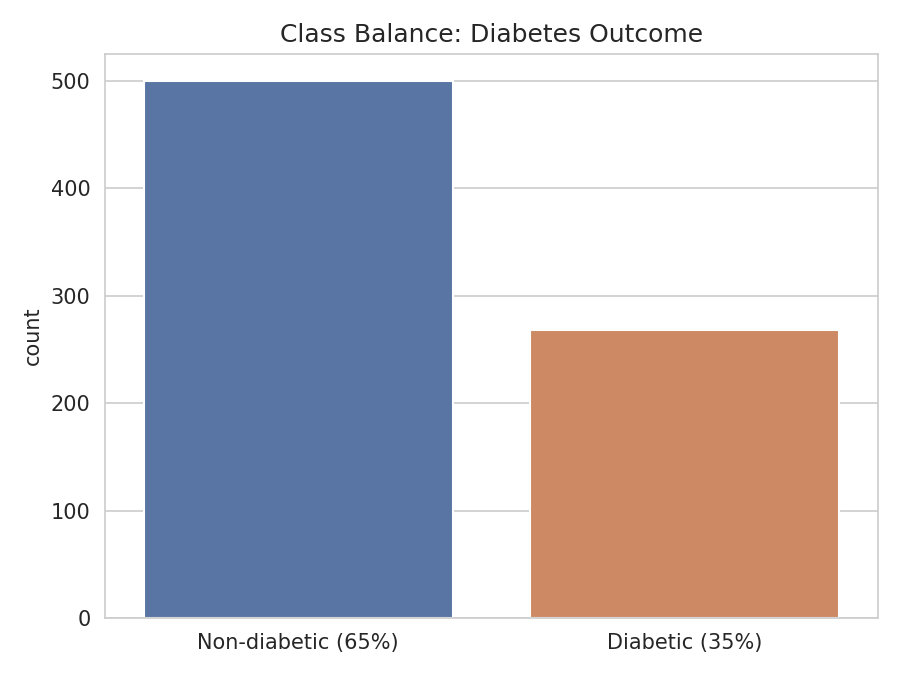 Class Balance: Diabetes Outcome
count
500
400
300
200
100
0
Non-diabetic (65%)
Diabetic (35%)